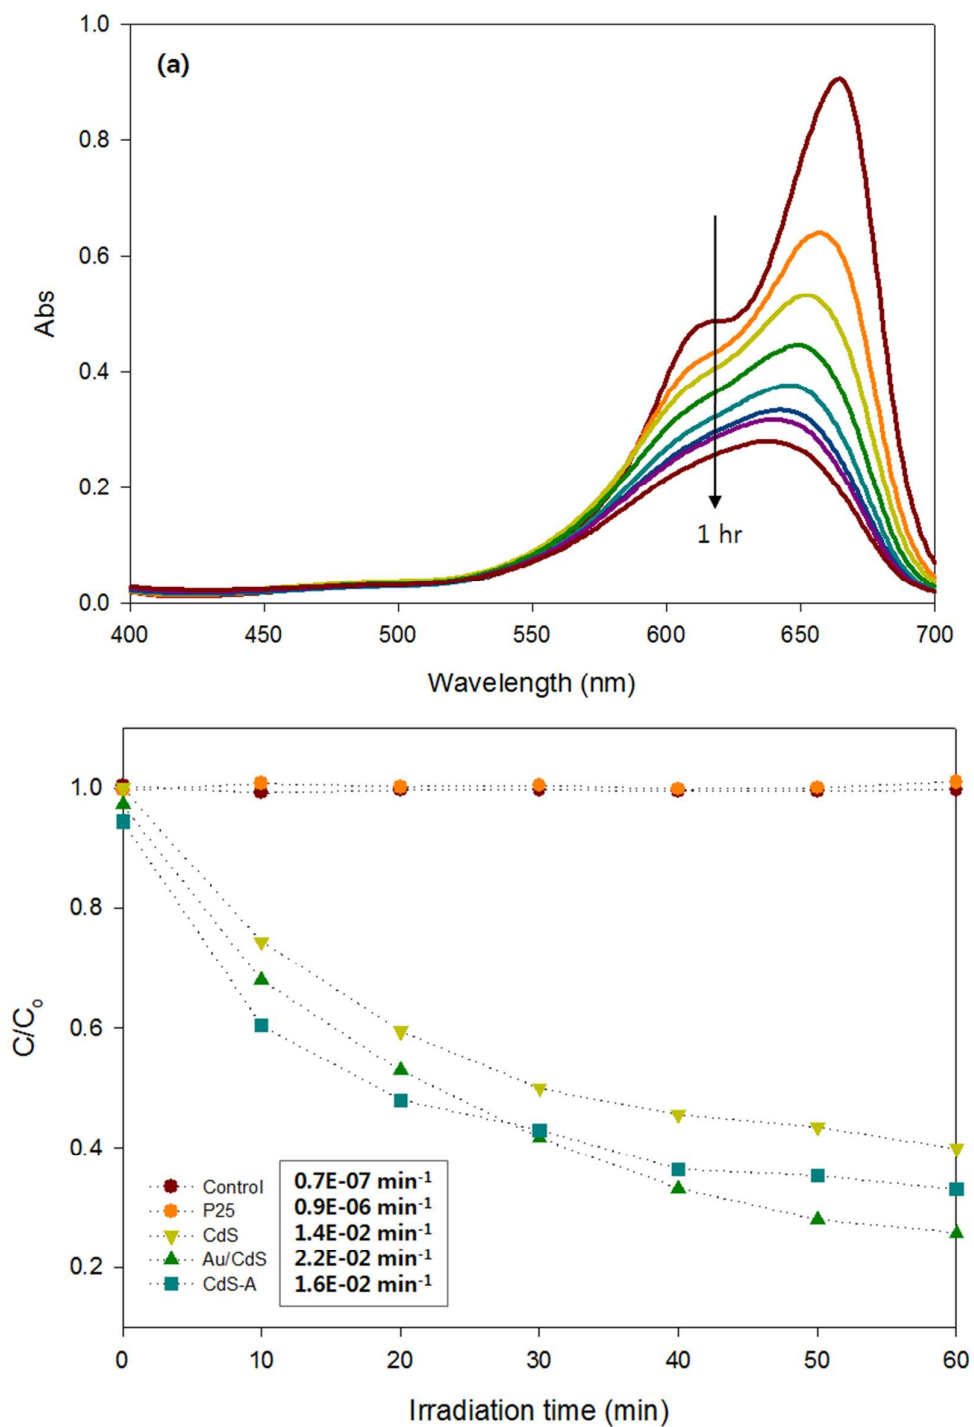 1.0
(a)
0.8
0.6
Abs
0.4
0.2
1 hr
0.0
400 450 500 550 600 650 700
Wavelength (nm)
1.0
0.8
C/Co
0.6
0.4
Control 0.7E-07 min-1
P25 0.9E-06 min-1
CdS 1.4E-02 min-1
Au/CdS 2.2E-02 min-1
CdS-A 1.6E-02 min-1
0.2
0 10 20 30 40 50 60
Irradiation time (min)